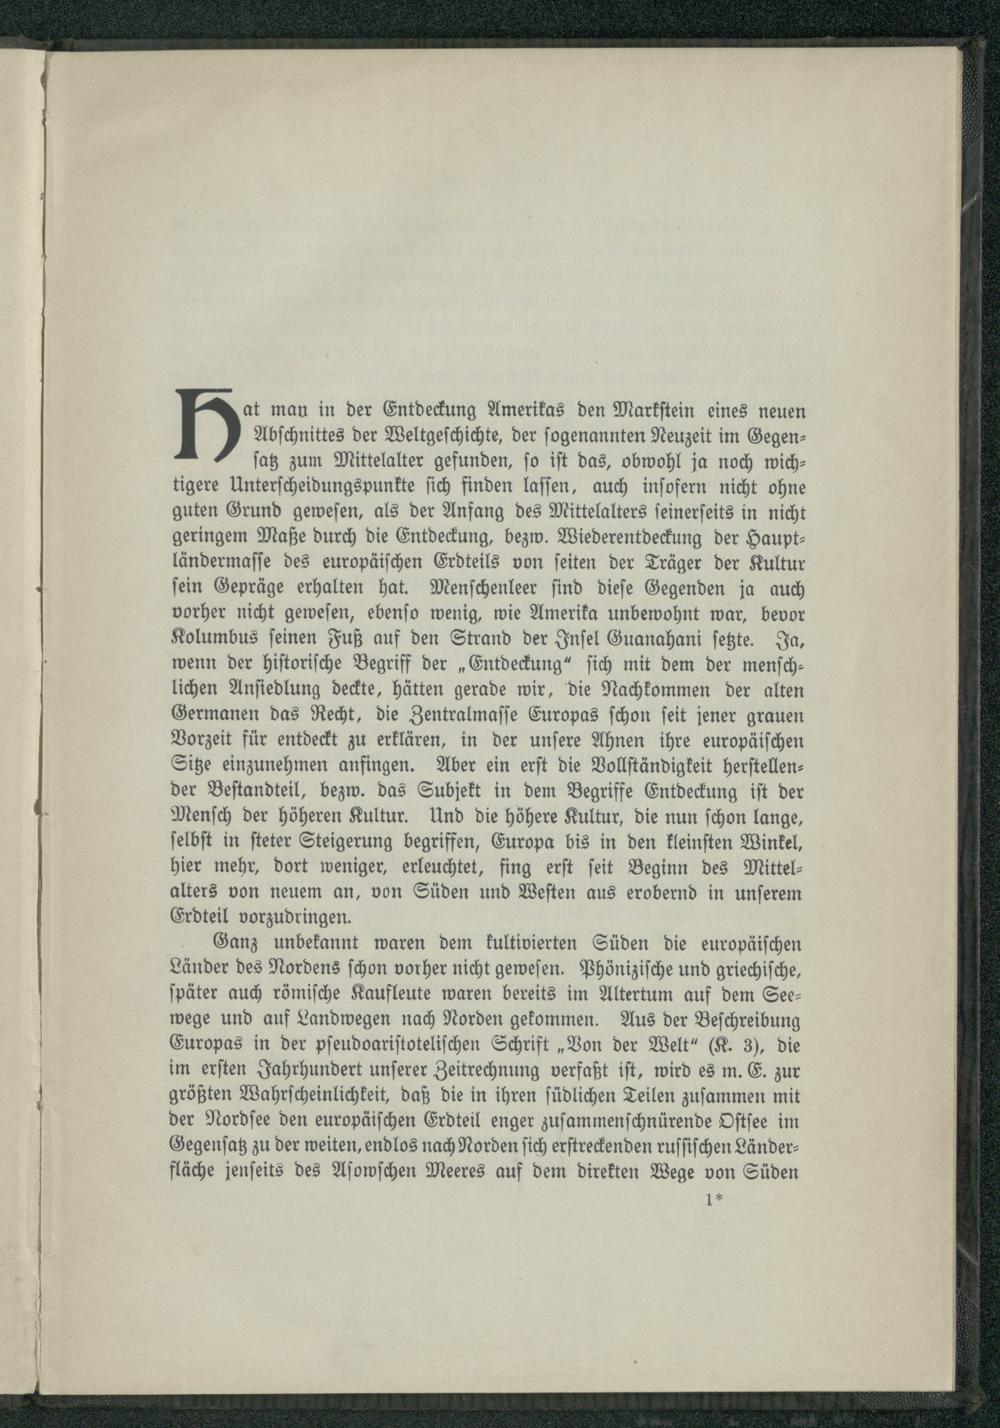 Hat man in der Entdeckung Amerikas den Markstein eines neuen
Abschnittes der Weltgeschichte, der sogenannten Neuzeit im Gegen-
satz zum Mittelalter gefunden, so ist das, obwohl ja noch wich-
tigere Unterscheidungspunkte sich finden lassen, auch insofern nicht ohne
guten Grund gewesen, als der Anfang des Mittelalters seinerseits in nicht
geringem Maße durch die Entdeckung, bezw. Wiederentdeckung der Haupt-
ländermasse des europäischen Erdteils von seiten der Träger der Kultur
sein Gepräge erhalten hat. Menschenleer sind diese Gegenden ja auch
vorher nicht gewesen, ebenso wenig, wie Amerika unbewohnt war, bevor
Kolumbus seinen Fuß auf den Strand der Insel Guanahani setzte. Ja,
wenn der historische Begriff der „Entdeckung“ sich mit dem der mensch-
lichen Ansiedlung deckte, hätten gerade wir, die Nachkommen der alten
Germanen das Recht, die Zentralmasse Europas schon seit jener grauen
Vorzeit für entdeckt zu erklären, in der unsere Ahnen ihre europäischen
Sitze einzunehmen anfingen. Aber ein erst die Vollständigkeit herstellen-
der Bestandteil, bezw. das Subjekt in dem Begriffe Entdeckung ist der
Mensch der höheren Kultur. Und die höhere Kultur, die nun schon lange,
selbst in steter Steigerung begriffen, Europa bis in den kleinsten Winkel,
hier mehr, dort weniger, erleuchtet, fing erst seit Beginn des Mittel-
alters von neuem an, von Süden und Westen aus erobernd in unserem
Erdteil vorzudringen.
Ganz unbekannt waren dem kultivierten Süden die europäischen
Länder des Nordens schon vorher nicht gewesen. Phönizische und griechische,
später auch römische Kaufleute waren bereits im Altertum auf dem See-
wege und auf Landwegen nach Norden gekommen. Aus der Beschreibung
Europas in der pseudoaristotelischen Schrift „Von der Welt“ (K. 3), die
im ersten Jahrhundert unserer Zeitrechnung verfaßt ist, wird es m. E. zur
größten Wahrscheinlichkeit, daß die in ihren südlichen Teilen zusammen mit
der Nordsee den europäischen Erdteil enger zusammenschnürende Ostsee im
Gegensatz zu der weiten, endlos nach Norden sich erstreckenden russischen Länder-
fläche jenseits des Asowschen Meeres auf dem direkten Wege von Süden
1*